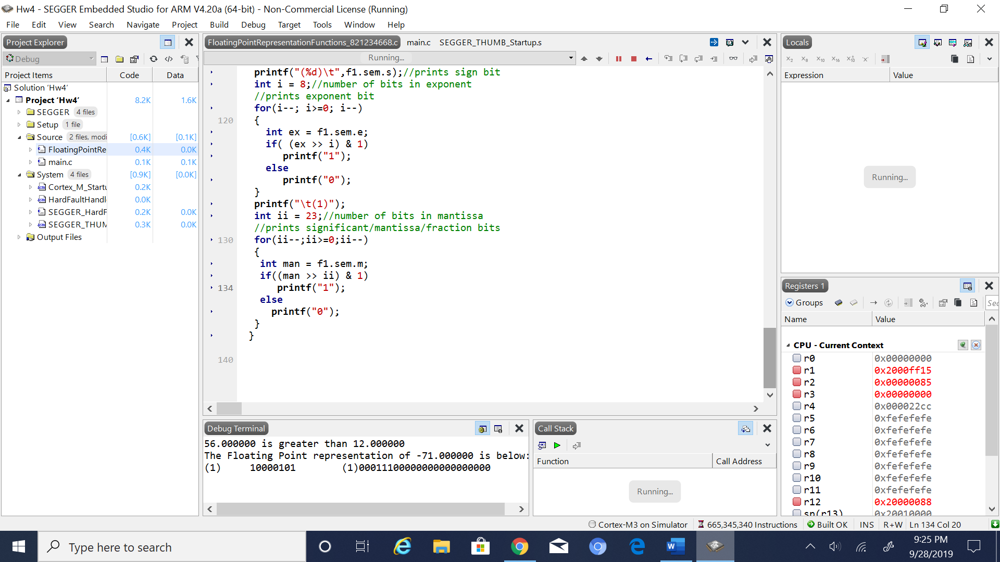 Hw4 - SEGGER Embedded Studio for ARM V4.20a (64-bit) - Non-Commercial License (Running)
File Edit View Search Navigate Project Build Debug Target Tools Window Help
Project Explorer
Debug
Project Items Code Data
Solution ‘Hw4’
Project ‘Hw4’ 8.2K 1.6K
SEGGER 4 files
Setup 1 file
Source 2 files, modi [0.6K] [0.1K]
FloatingPointRe 0.4K 0.0K
main.c 0.1K 0.1K
System 4 files [0.9K] [0.0K]
Cortex_M_Startu 0.2K
HardFaultHandl 0.0K
SEGGER_HardF 0.2K 0.0K
SEGGER_THUM 0.3K 0.0K
Output Files
FloatingPointRepresentationFunctions_821234668.c main.c SEGGER_THUMB_Startup.s
Running...
printf("(%d)\t",f1.sem.s);//prints sign bit
int i = 8;//number of bits in exponent
//prints exponent bit
for(i--; i>=0; i--)
120 {
int ex = f1.sem.e;
if( (ex >> i) & 1)
printf("1");
else
printf("0");
}
printf("\t(1)");
int ii = 23;//number of bits in mantissa
//prints significant/mantissa/fraction bits
130 for(ii--;ii>=0;ii--)
{
int man = f1.sem.m;
if((man >> ii) & 1)
134 printf("1");
else
printf("0");
}
}
140
Debug Terminal
56.000000 is greater than 12.000000
The Floating Point representation of -71.000000 is below:
(1) 10000101 (1)00011100000000000000000
Call Stack
Function Call Address
Running...
Locals
x2 x8 x10 x16
Expression Value
Running...
Registers 1
Groups
Sea
Name Value
CPU - Current Context
r0 0x00000000
r1 0x2000ff15
r2 0x00000085
r3 0x00000000
r4 0x000022cc
r5 0xfefefefe
r6 0xfefefefe
r7 0xfefefefe
r8 0xfefefefe
r9 0xfefefefe
r10 0xfefefefe
r11 0xfefefefe
r12 0x20000088
sp(r13) 0x20010000
Cortex-M3 on Simulator 665,345,340 Instructions Built OK INS R+W Ln 134 Col 20
Type here to search
9:25 PM
9/28/2019